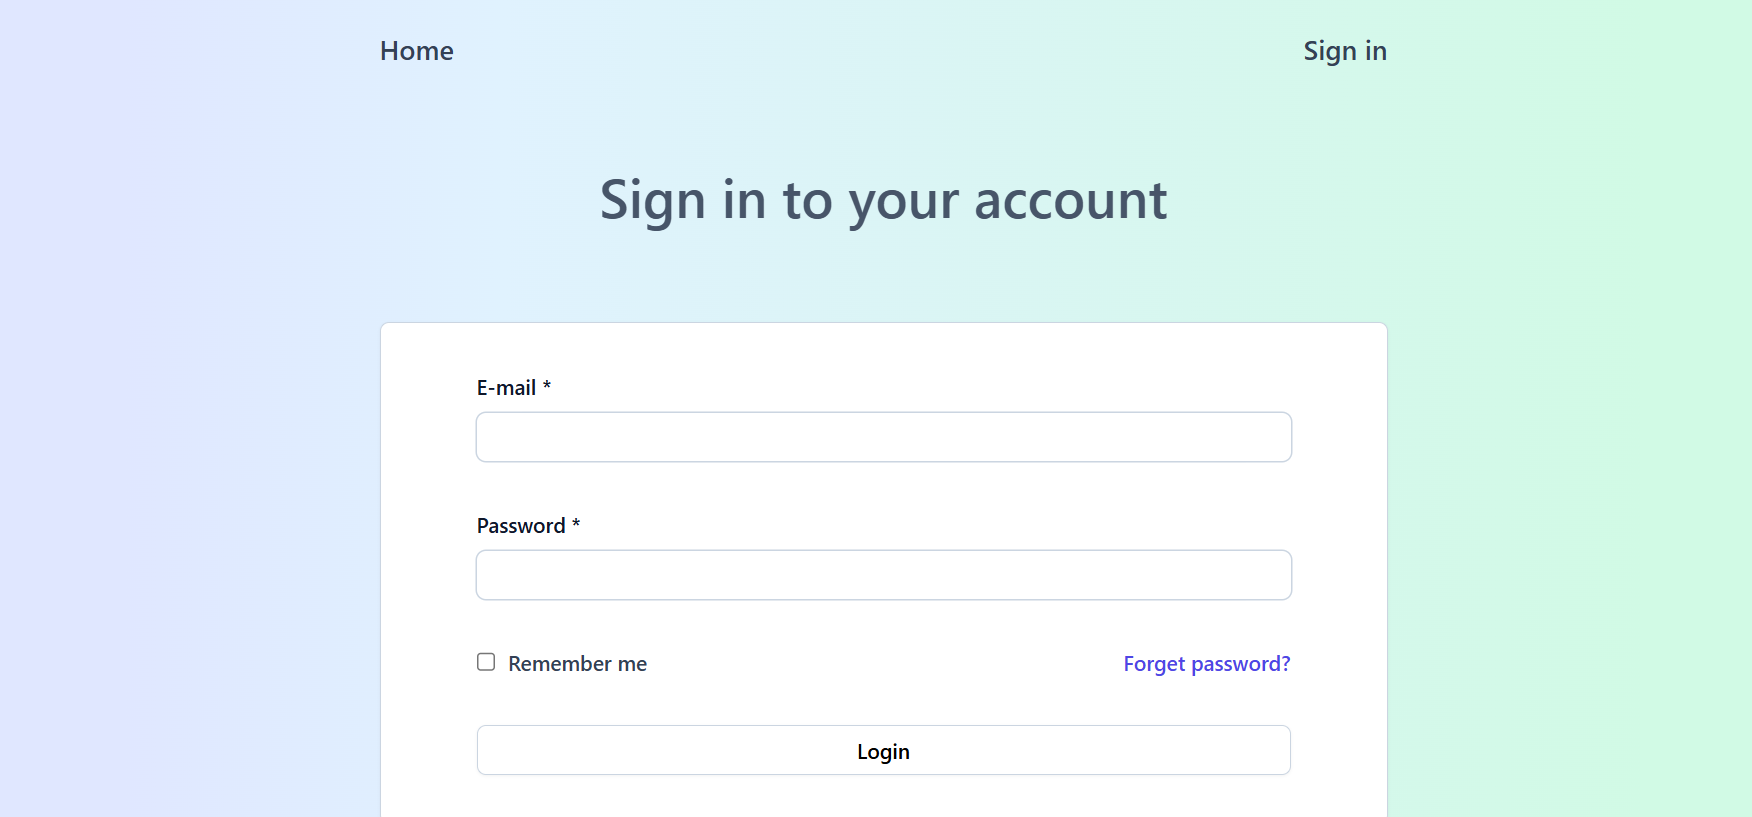 Home Sign in
Sign in to your account
E-mail *
Password *
Remember me Forget password?
Login